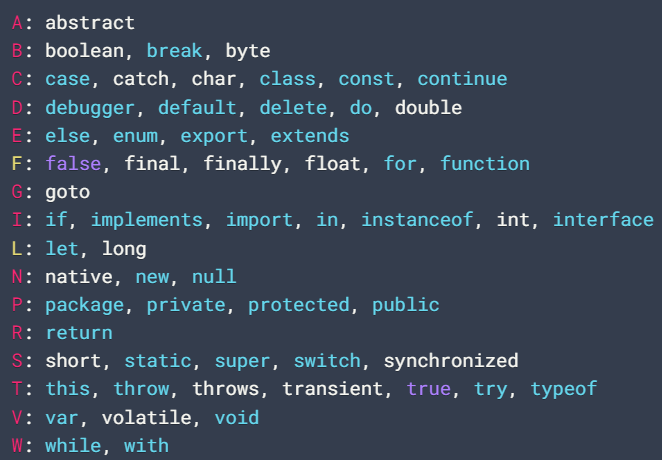 A: abstract
B: boolean, break, byte
C: case, catch, char, class, const, continue
D: debugger, default, delete, do, double
E: else, enum, export, extends
F: false, final, finally, float, for, function
G: goto
I: if, implements, import, in, instanceof, int, interface
L: let, long
N: native, new, null
P: package, private, protected, public
R: return
S: short, static, super, switch, synchronized
T: this, throw, throws, transient, true, try, typeof
V: var, volatile, void
W: while, with